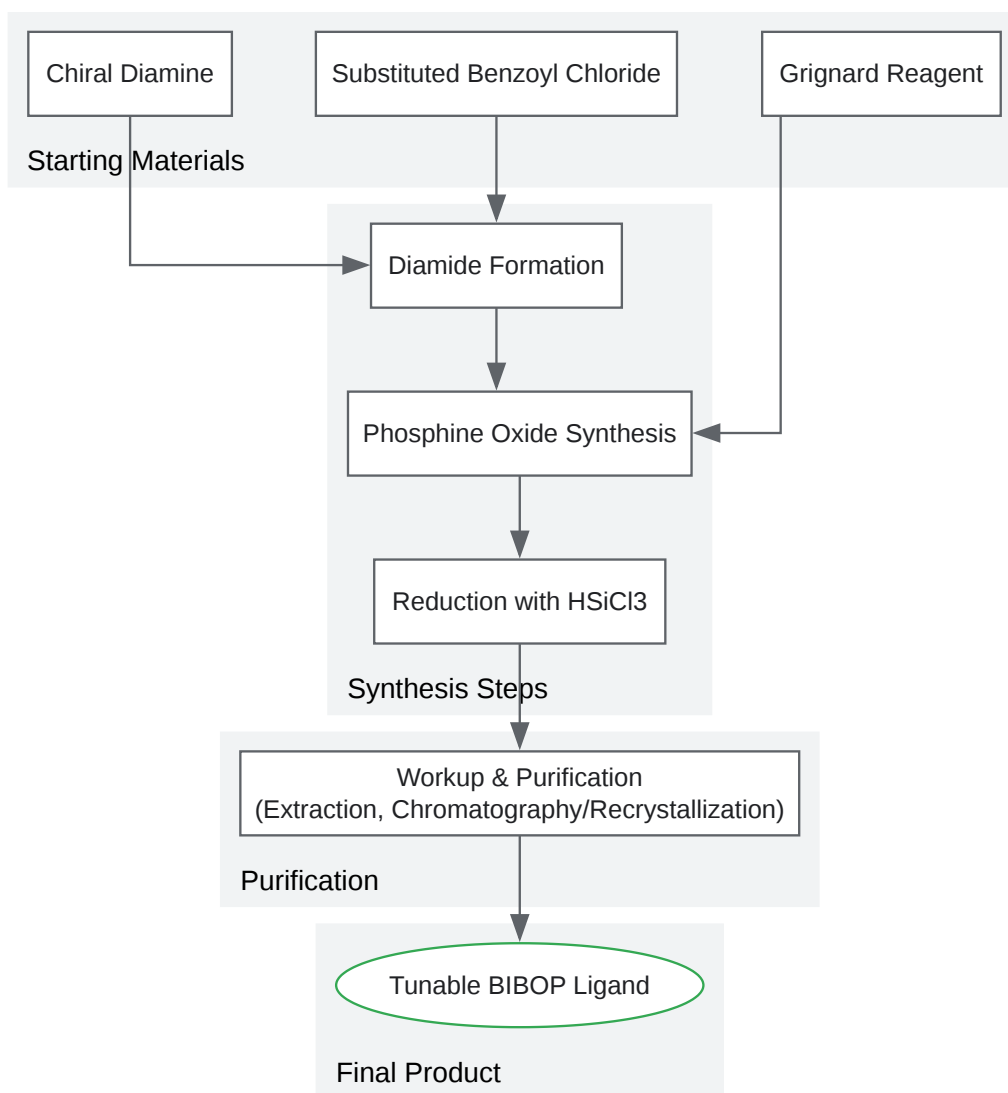 Chiral Diamine
Substituted Benzoyl Chloride
Grignard Reagent
Starting Materials
Diamide Formation
Phosphine Oxide Synthesis
Reduction with HSiCl3
Synthesis Steps
Workup & Purification
(Extraction, Chromatography/Recrystallization)
Purification
Tunable BIBOP Ligand
Final Product